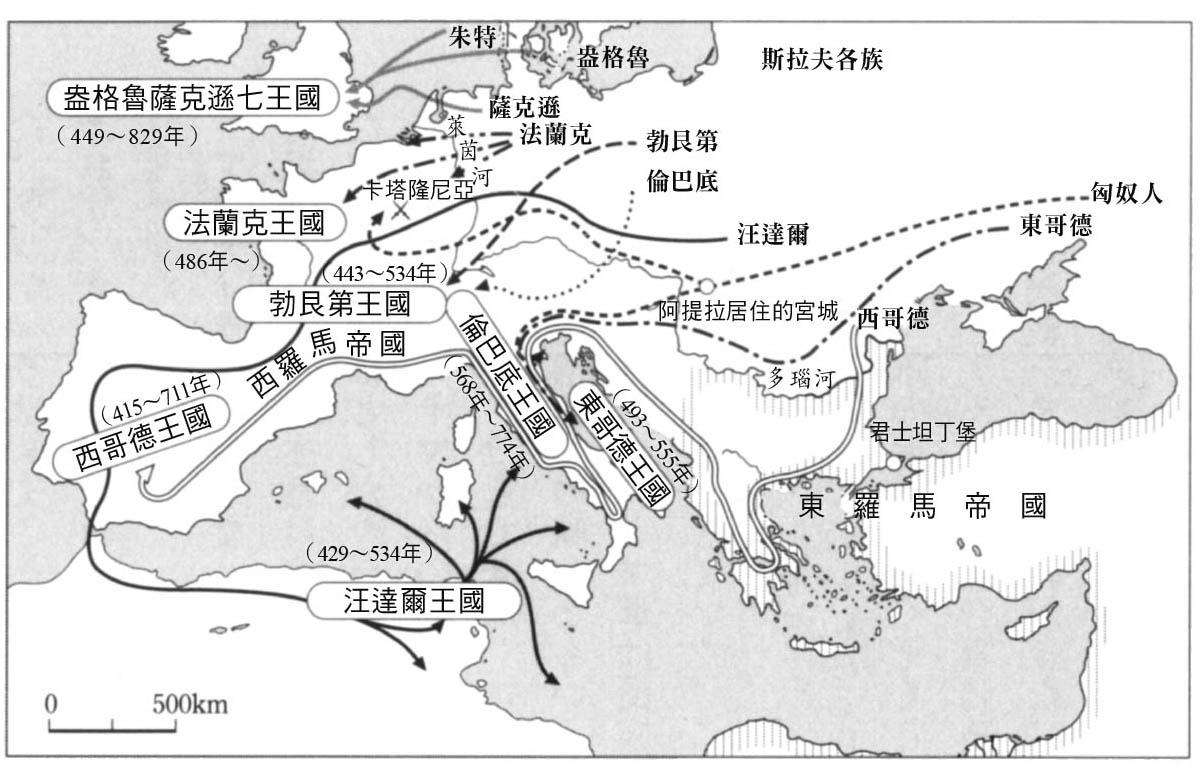 朱特
盎格魯
斯拉夫各族
盎格魯薩克遜七王國
（449～829年）
薩克遜
萊茵河
法蘭克
勃艮第
倫巴底
卡塔隆尼亞
匈奴人
法蘭克王國
（486年～）
汪達爾
東哥德
（443～534年）
勃艮第王國
阿提拉居住的宮城
西哥德
倫巴底王國
（568年～774年）
西羅馬帝國
多瑙河
（415～711年）
西哥德王國
東哥德王國
（493～555年）
君士坦丁堡
東羅馬帝國
（429～534年）
汪達爾王國
0 500km